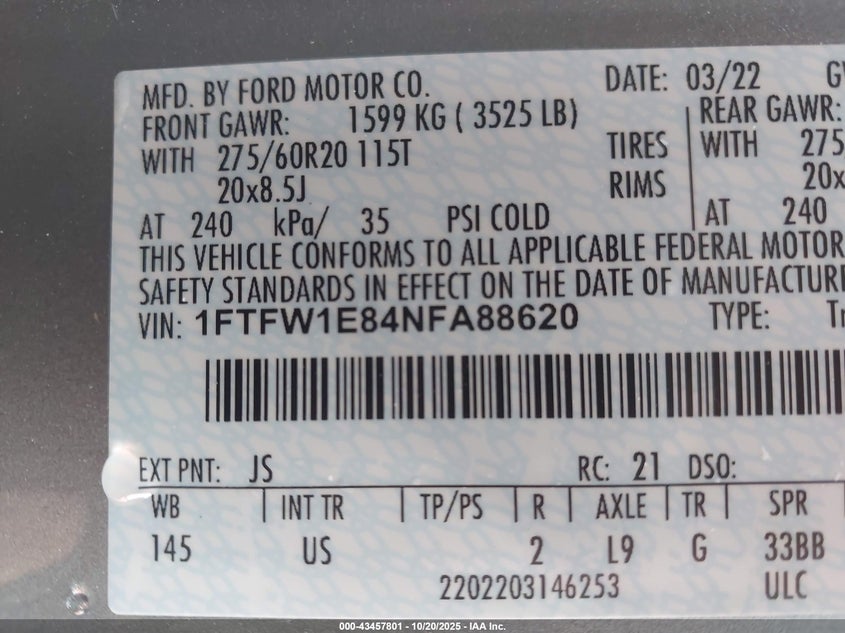 MFD. BY FORD MOTOR CO. DATE: 03/22
FRONT GAWR: 1599 KG ( 3525 LB) REAR GAWR:
WITH 275/60R20 115T TIRES WITH 275
20x8.5J RIMS 20x
AT 240 kPa/ 35 PSI COLD AT 240
THIS VEHICLE CONFORMS TO ALL APPLICABLE FEDERAL MOTOR
SAFETY STANDARDS IN EFFECT ON THE DATE OF MANUFACTURE
VIN: 1FTFW1E84NFA88620 TYPE:
EXT PNT: JS RC: 21 DSO:
WB INT TR TP/PS R AXLE TR SPR
145 US 2 L9 G 33BB
2202203146253 ULC
000-43457801 - 10/20/2025 - IAA Inc.